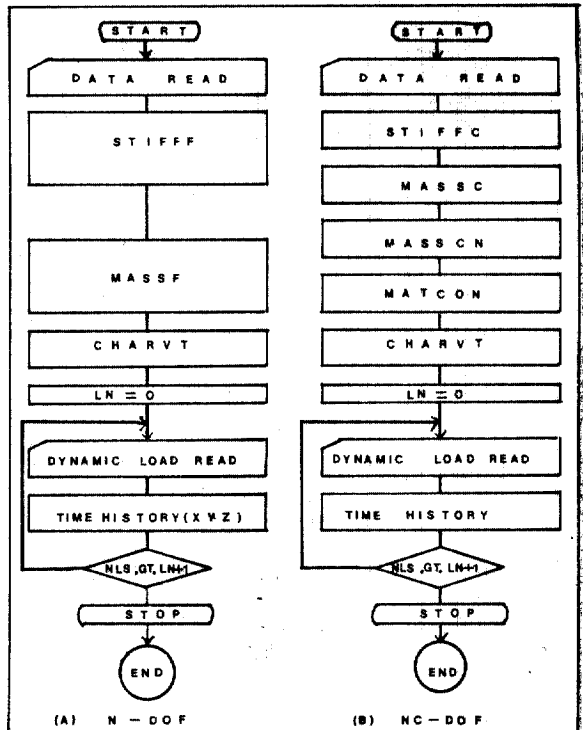 START
DATA READ
STIFFF
MASSF
CHARVT
LN = 0
DYNAMIC LOAD READ
TIME HISTORY(XYZ)
NLS.GT.LN+1
STOP
END
(A) N-DOF
START
DATA READ
STIFFC
MASSC
MASSCN
MATCON
CHARVT
LN = 0
DYNAMIC LOAD READ
TIME HISTORY
NLS.GT.LN+1
STOP
END
(B) NC-DOF